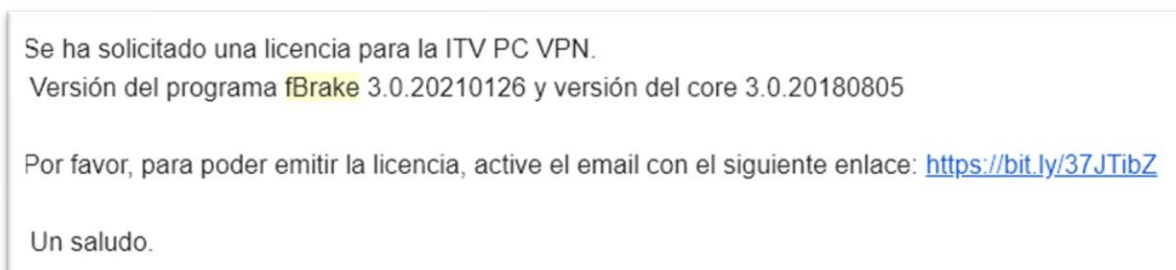 Se ha solicitado una licencia para la ITV PC VPN.
Versión del programa fBrake 3.0.20210126 y versión del core 3.0.20180805
Por favor, para poder emitir la licencia, active el email con el siguiente enlace: https://bit.ly/37JTibZ
Un saludo.